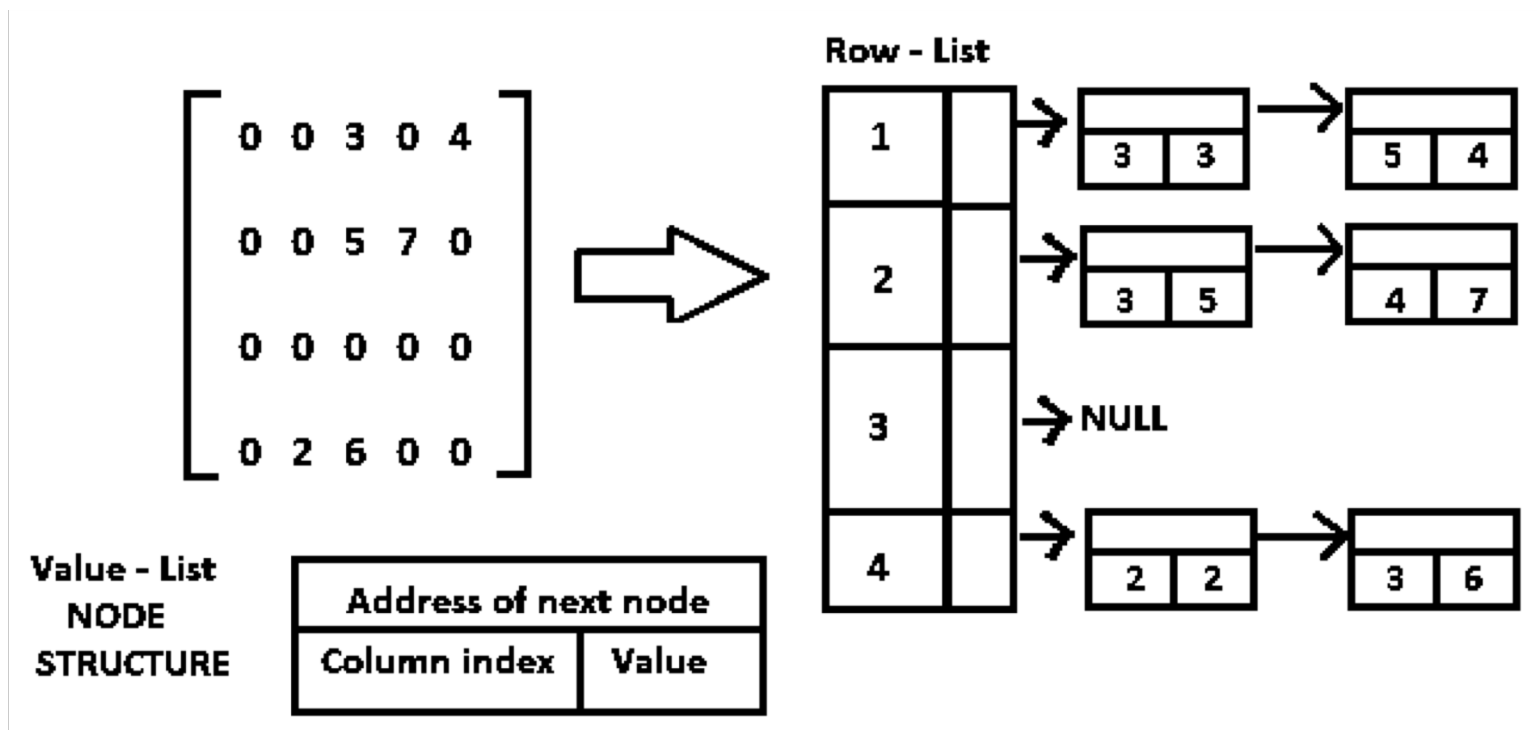 0 0 3 0 4
0 0 5 7 0
0 0 0 0 0
0 2 6 0 0
Value - List
NODE
STRUCTURE
Address of next node
Column index Value
Row - List
1
3 3
5 4
2
3 5
4 7
3
NULL
4
2 2
3 6